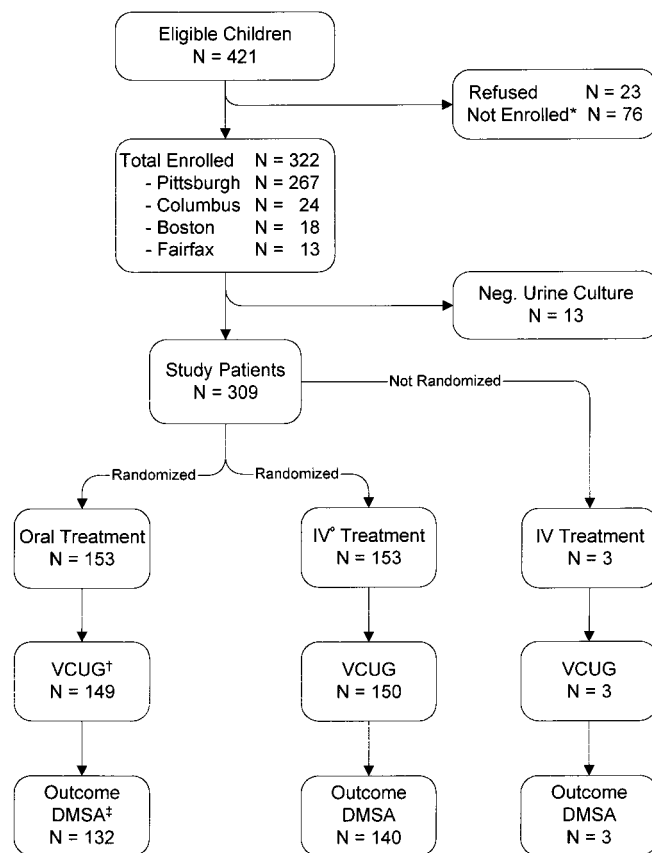 Eligible Children
N = 421
Refused N = 23
Not Enrolled* N = 76
Total Enrolled N = 322
- Pittsburgh N = 267
- Columbus N = 24
- Boston N = 18
- Fairfax N = 13
Neg. Urine Culture
N = 13
Study Patients
N = 309
Not Randomized
Randomized
Randomized
Oral Treatment
N = 153
IV° Treatment
N = 153
IV Treatment
N = 3
VCUG†
N = 149
VCUG
N = 150
VCUG
N = 3
Outcome
DMSA‡
N = 132
Outcome
DMSA
N = 140
Outcome
DMSA
N = 3